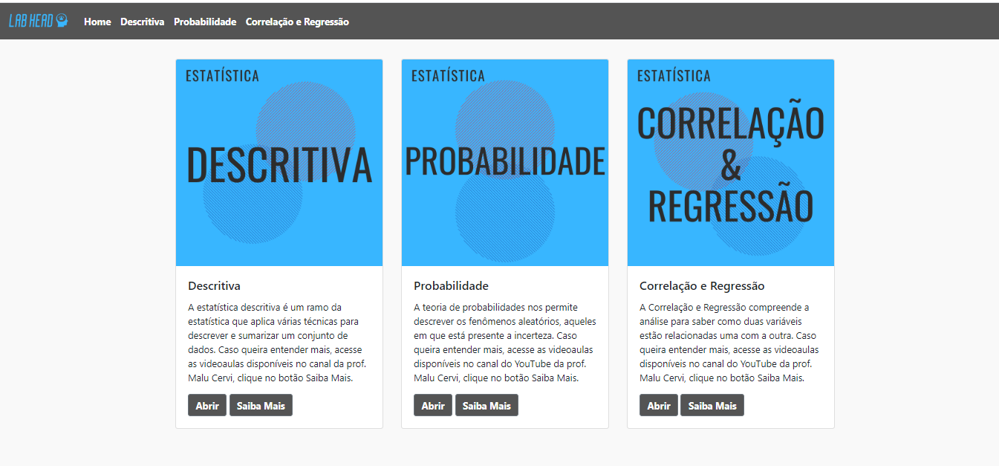 LAB HEAD Home Descritiva Probabilidade Correlação e Regressão
ESTATÍSTICA
DESCRITIVA
Descritiva
A estatística descritiva é um ramo da
estatística que aplica várias técnicas para
descrever e sumarizar um conjunto de
dados. Caso queira entender mais, acesse
as videoaulas disponíveis no canal da prof.
Malu Cervi, clique no botão Saiba Mais.
Abrir Saiba Mais
ESTATÍSTICA
PROBABILIDADE
Probabilidade
A teoria de probabilidades nos permite
descrever os fenômenos aleatórios, aqueles
em que está presente a incerteza. Caso
queira entender mais, acesse as videoaulas
disponíveis no canal do YouTube da prof.
Malu Cervi, clique no botão Saiba Mais.
Abrir Saiba Mais
ESTATÍSTICA
CORRELAÇÃO
&
REGRESSÃO
Correlação e Regressão
A Correlação e Regressão compreende a
análise para saber como duas variáveis
estão relacionadas uma com a outra. Caso
queira entender mais, acesse as videoaulas
disponíveis no canal do YouTube da prof.
Malu Cervi, clique no botão Saiba Mais.
Abrir Saiba Mais